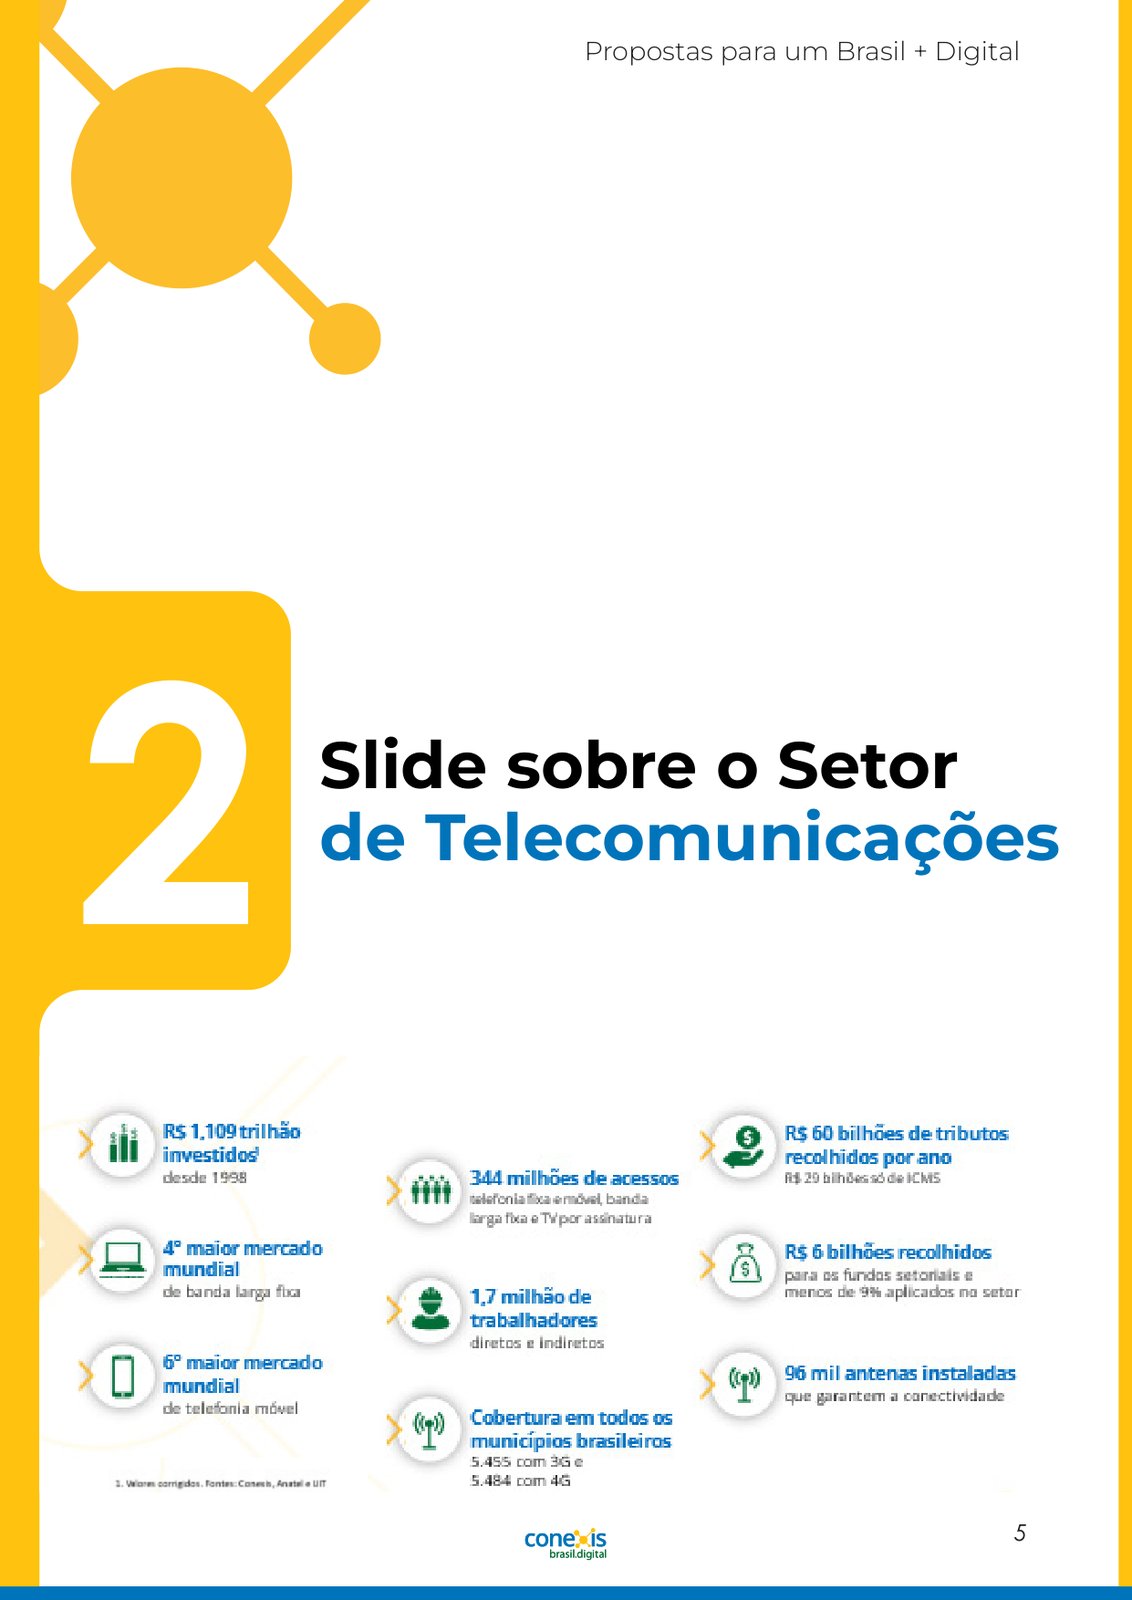 Propostas para um Brasil + Digital
2
Slide sobre o Setor
de Telecomunicações
R$ 1,109 trilhão
investidos¹
desde 1998
4º maior mercado
mundial
de banda larga fixa
6º maior mercado
mundial
de telefonia móvel
1. Valores corrigidos. Fontes: Conexis, Anatel e UIT
344 milhões de acessos
telefonia fixa e móvel, banda
larga fixa e TV por assinatura
1,7 milhão de
trabalhadores
diretos e indiretos
Cobertura em todos os
municípios brasileiros
5.455 com 3G e
5.484 com 4G
R$ 60 bilhões de tributos
recolhidos por ano
R$ 29 bilhões só de ICMS
R$ 6 bilhões recolhidos
para os fundos setoriais e
menos de 9% aplicados no setor
96 mil antenas instaladas
que garantem a conectividade
conexis
brasil.digital
5